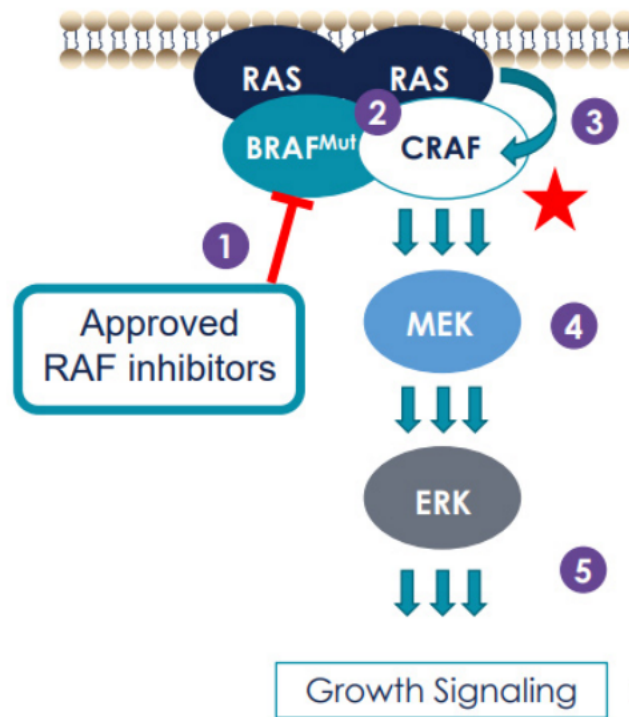 RAS RAS
2
3
BRAFMut CRAF
1
Approved
RAF inhibitors
MEK
4
ERK
5
Growth Signaling